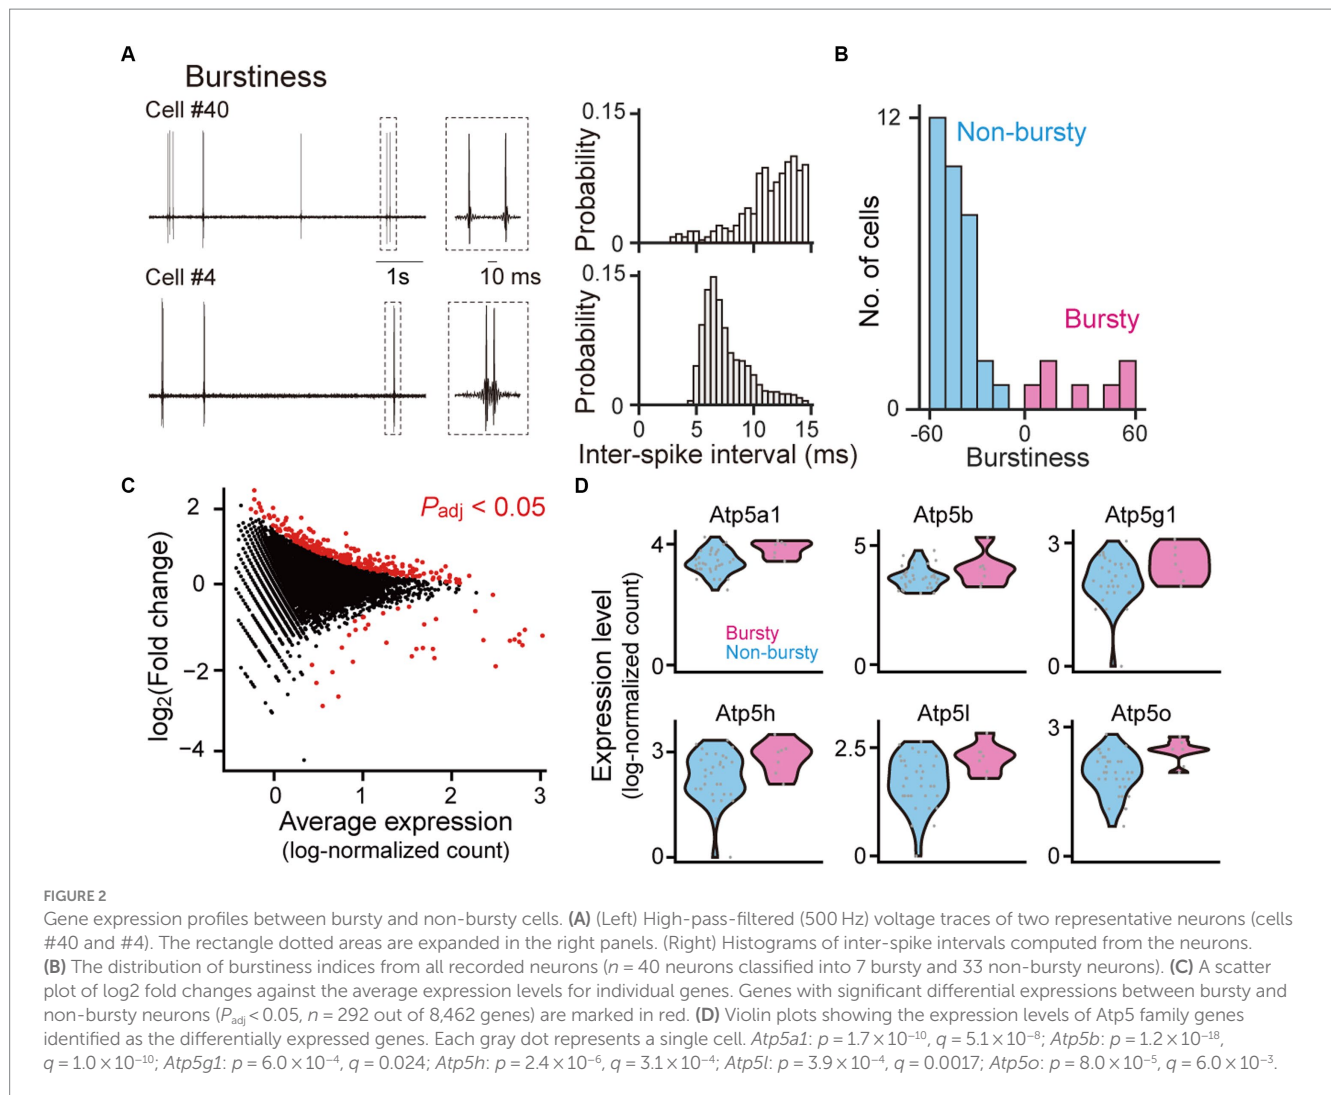 A
Burstiness
Cell #40
1s
10 ms
Cell #4
0.15
Probability
0
0.15
Probability
0
0
5
10
15
Inter-spike interval (ms)
B
12
Non-bursty
No. of cells
Bursty
0
-60
0
60
Burstiness
C
Padj < 0.05
2
0
−2
−4
log2(Fold change)
0
1
2
3
Average expression
(log-normalized count)
D
Expression level
(log-normalized count)
Atp5a1
4
0
Bursty
Non-bursty
Atp5b
5
0
Atp5g1
3
0
Atp5h
3
0
Atp5l
2.5
0
Atp5o
3
0
FIGURE 2
Gene expression profiles between bursty and non-bursty cells. (A) (Left) High-pass-filtered (500 Hz) voltage traces of two representative neurons (cells
#40 and #4). The rectangle dotted areas are expanded in the right panels. (Right) Histograms of inter-spike intervals computed from the neurons.
(B) The distribution of burstiness indices from all recorded neurons (n = 40 neurons classified into 7 bursty and 33 non-bursty neurons). (C) A scatter
plot of log2 fold changes against the average expression levels for individual genes. Genes with significant differential expressions between bursty and
non-bursty neurons (Padj < 0.05, n = 292 out of 8,462 genes) are marked in red. (D) Violin plots showing the expression levels of Atp5 family genes
identified as the differentially expressed genes. Each gray dot represents a single cell. Atp5a1: p = 1.7 × 10⁻¹⁰, q = 5.1 × 10⁻⁸; Atp5b: p = 1.2 × 10⁻¹⁸,
q = 1.0 × 10⁻¹⁰; Atp5g1: p = 6.0 × 10⁻⁴, q = 0.024; Atp5h: p = 2.4 × 10⁻⁶, q = 3.1 × 10⁻⁴; Atp5l: p = 3.9 × 10⁻⁴, q = 0.0017; Atp5o: p = 8.0 × 10⁻⁵, q = 6.0 × 10⁻³.